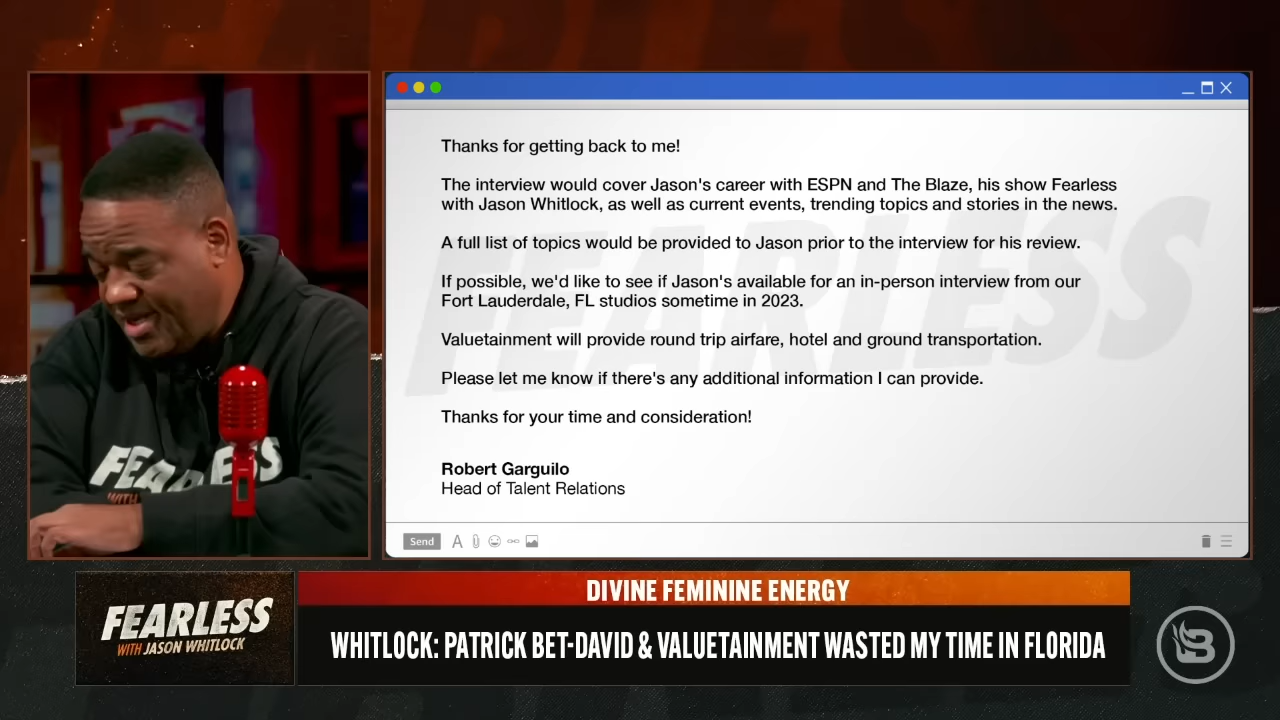 Thanks for getting back to me!
The interview would cover Jason's career with ESPN and The Blaze, his show Fearless
with Jason Whitlock, as well as current events, trending topics and stories in the news.
A full list of topics would be provided to Jason prior to the interview for his review.
If possible, we'd like to see if Jason's available for an in-person interview from our
Fort Lauderdale, FL studios sometime in 2023.
Valuetainment will provide round trip airfare, hotel and ground transportation.
Please let me know if there's any additional information I can provide.
Thanks for your time and consideration!
Robert Garguilo
Head of Talent Relations
FEARLESS
Send
FEARLESS
WITH
DIVINE FEMININE ENERGY
FEARLESS
WITH JASON WHITLOCK
WHITLOCK: PATRICK BET-DAVID & VALUETAINMENT WASTED MY TIME IN FLORIDA
B